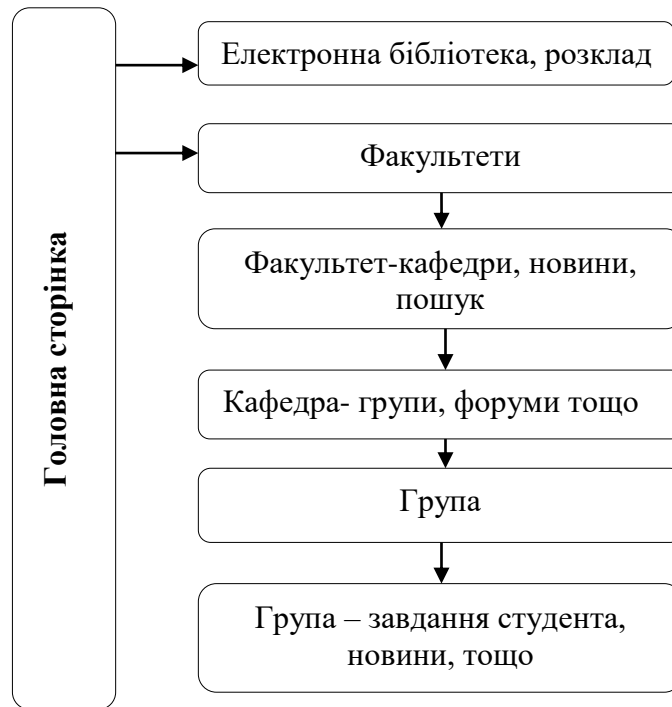 Головна сторінка
Електронна бібліотека, розклад
Факультети
Факультет-кафедри, новини,
пошук
Кафедра- групи, форуми тощо
Група
Група – завдання студента,
новини, тощо